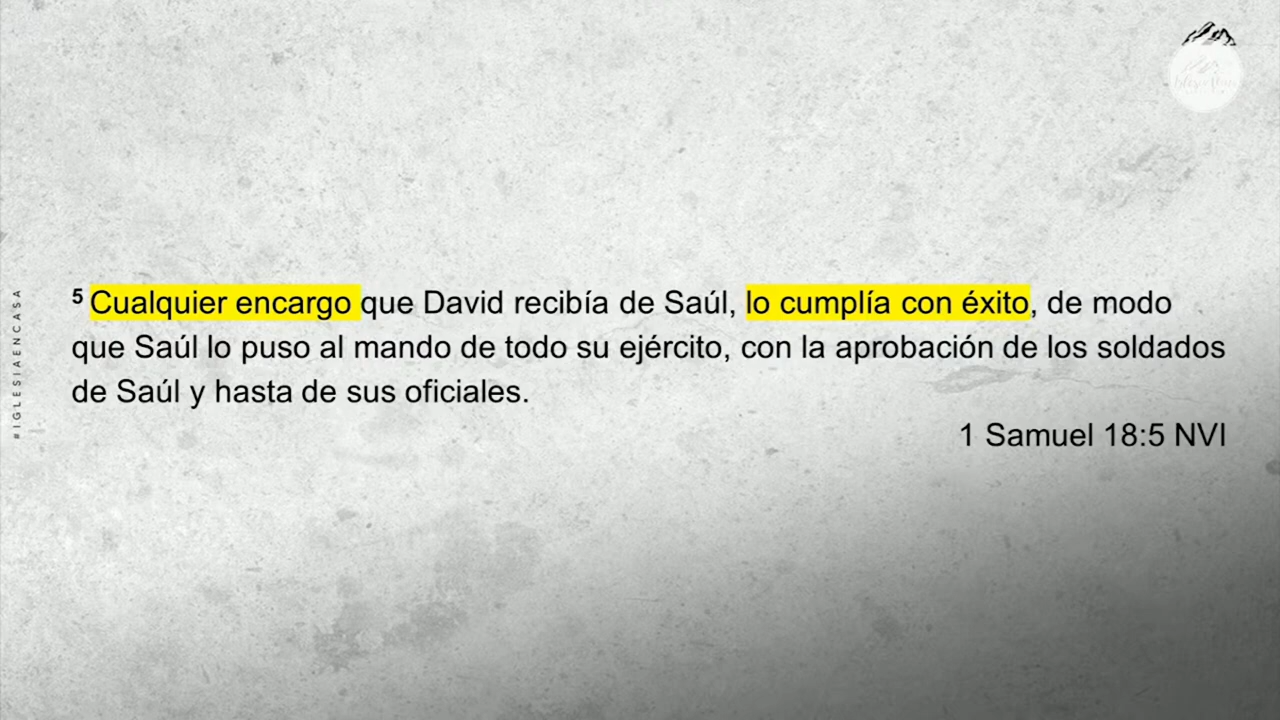 #IGLESIAENCASA
5 Cualquier encargo que David recibía de Saúl, lo cumplía con éxito, de modo
que Saúl lo puso al mando de todo su ejército, con la aprobación de los soldados
de Saúl y hasta de sus oficiales.
1 Samuel 18:5 NVI